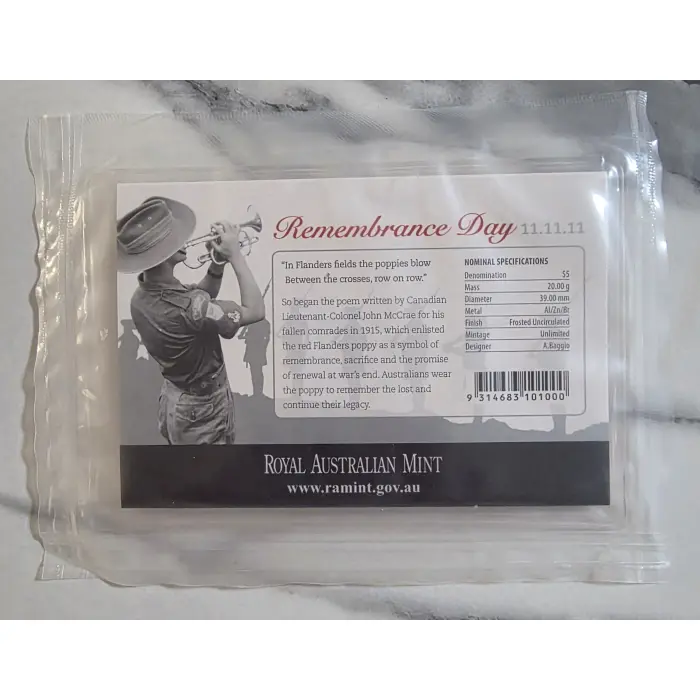 Remembrance Day 11.11.11
"In Flanders fields the poppies blow
Between the crosses, row on row."
So began the poem written by Canadian
Lieutenant-Colonel John McCrae for his
fallen comrades in 1915, which enlisted
the red Flanders poppy as a symbol of
remembrance, sacrifice and the promise
of renewal at war's end. Australians wear
the poppy to remember the lost and
continue their legacy.
NOMINAL SPECIFICATIONS
Denomination $5
Mass 20.00 g
Diameter 39.00 mm
Metal Al/Zn/Br
Finish Frosted Uncirculated
Mintage Unlimited
Designer A.Baggio
9 314683 101000
ROYAL AUSTRALIAN MINT
www.ramint.gov.au